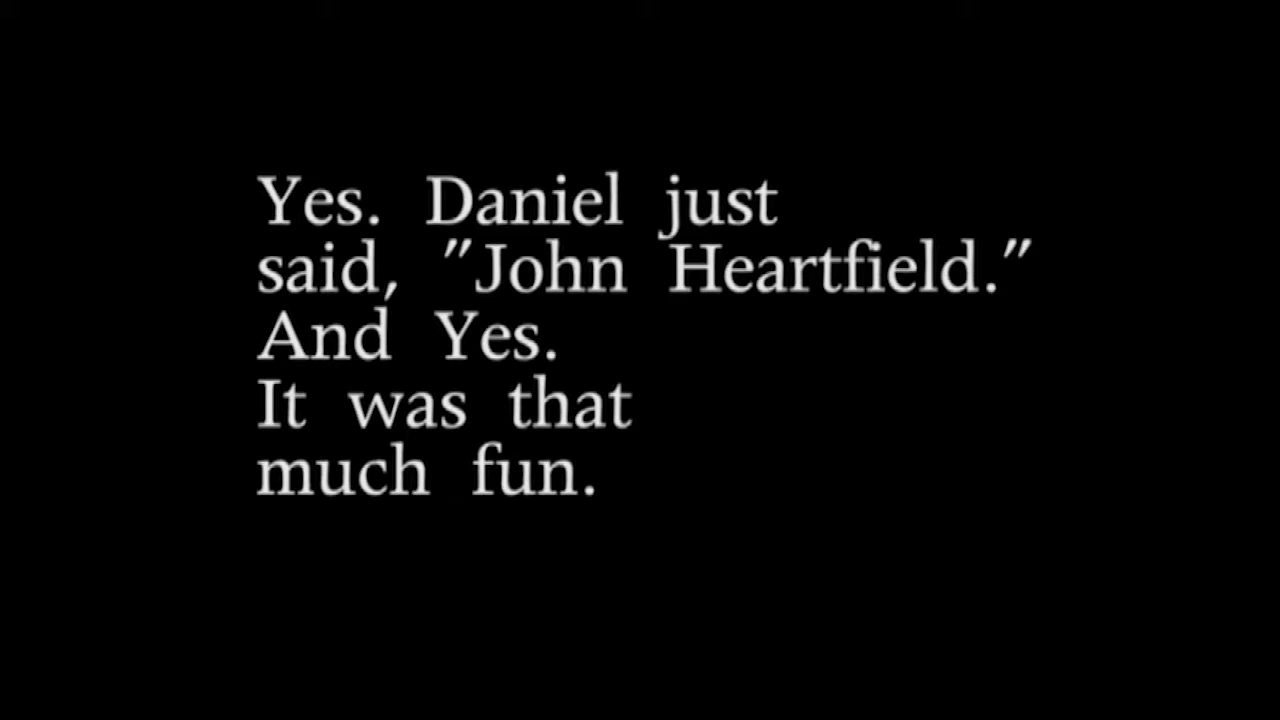 Yes. Daniel just
said, "John Heartfield."
And Yes.
It was that
much fun.